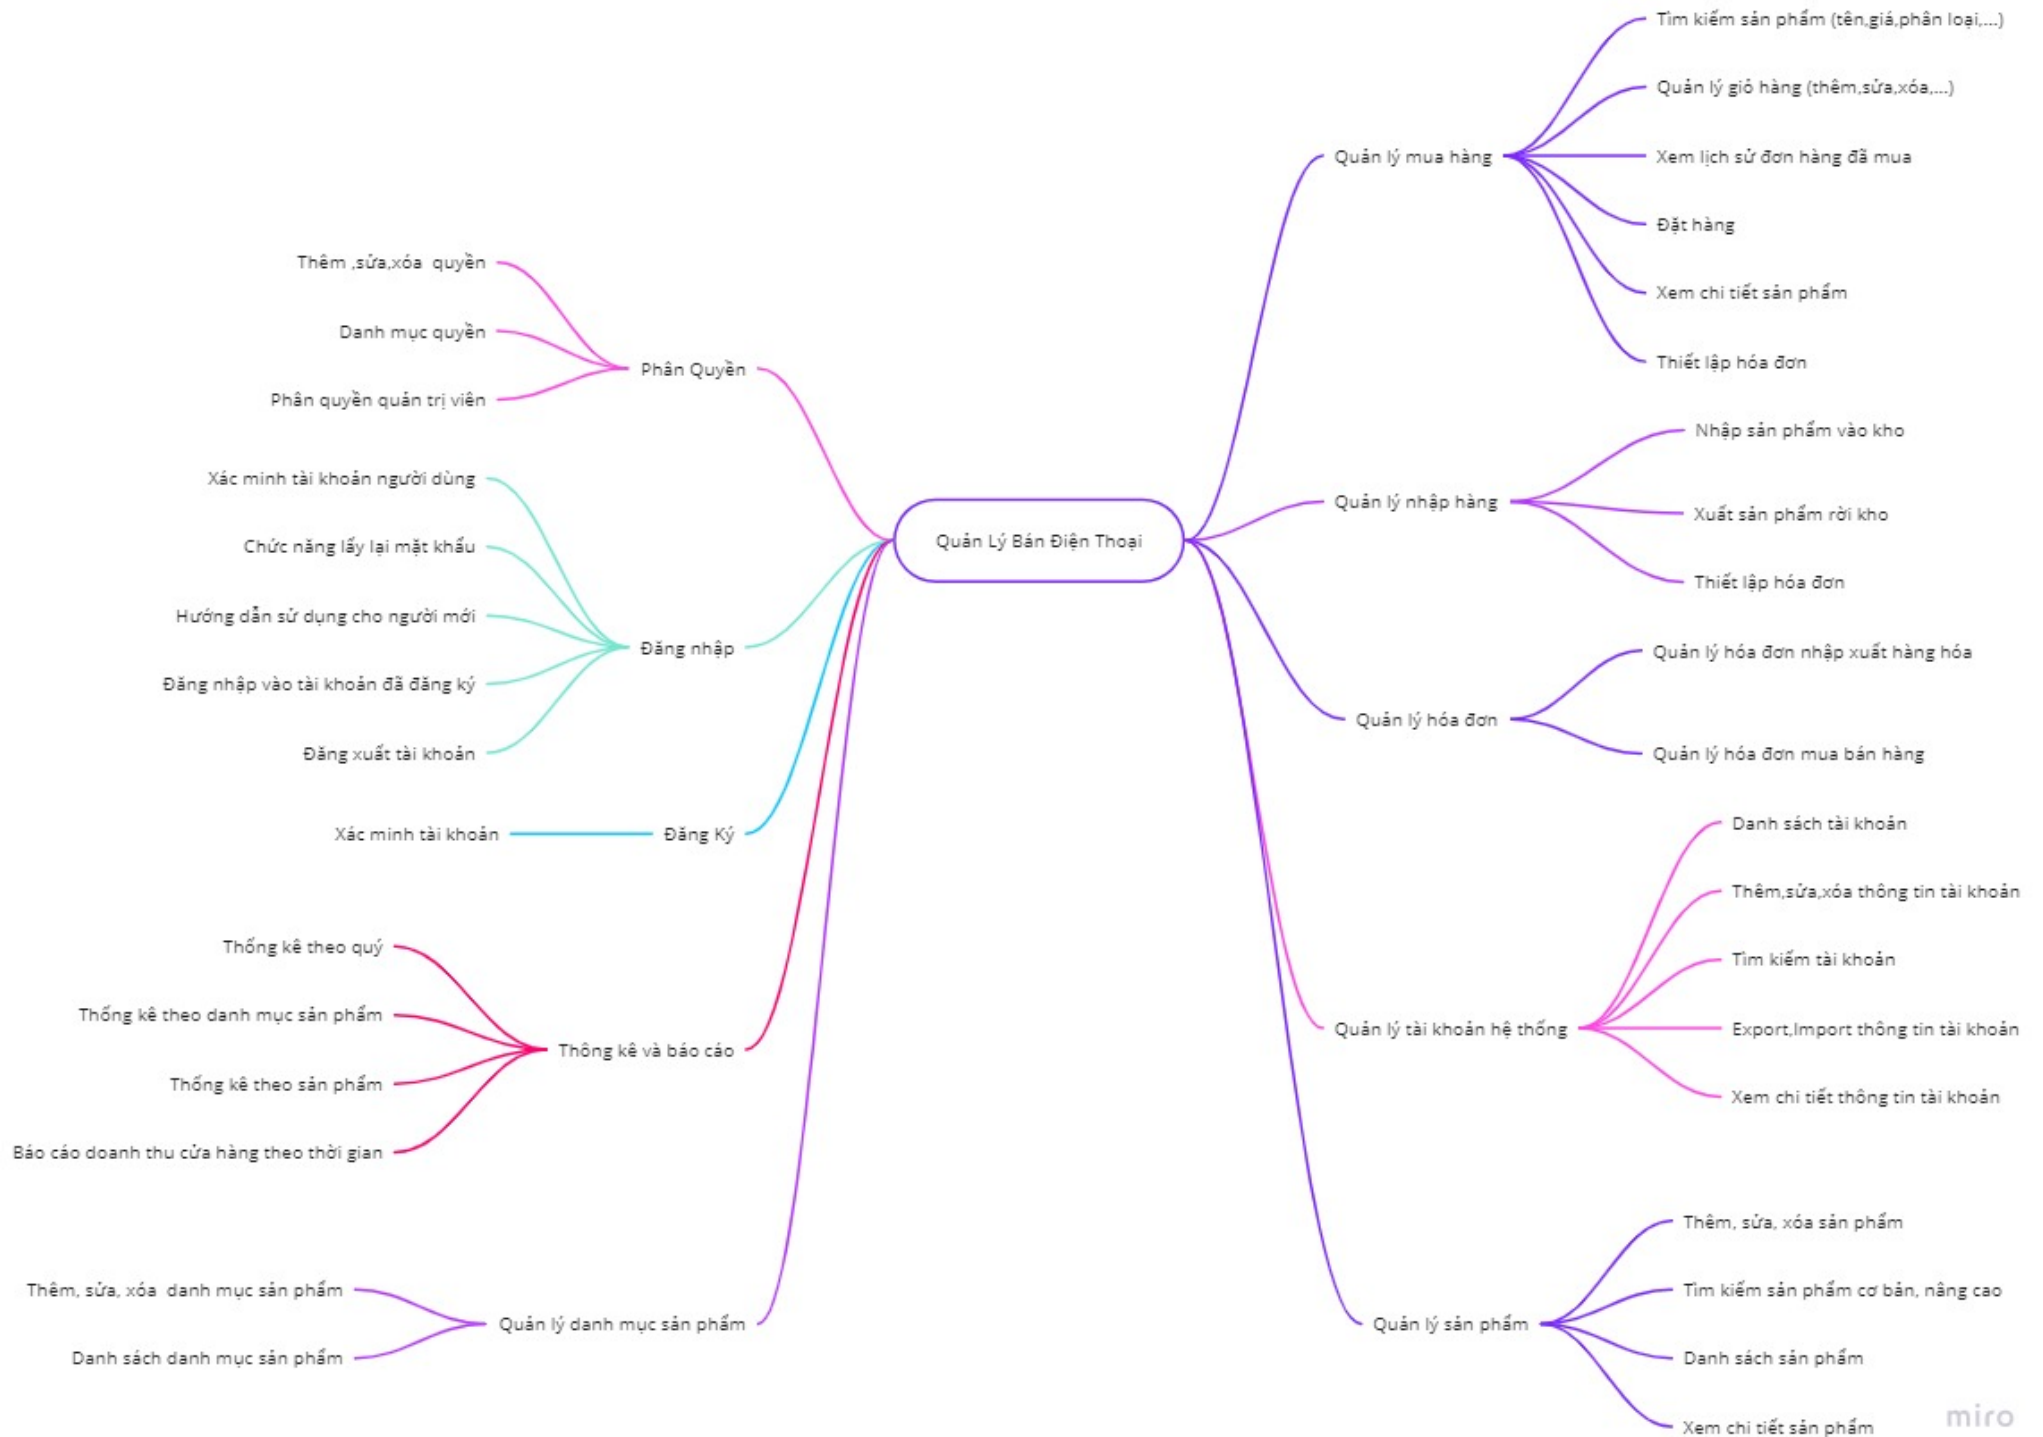 Quản Lý Bán Điện Thoại
Quản lý mua hàng
Tìm kiếm sản phẩm (tên,giá,phân loại,...)
Quản lý giỏ hàng (thêm,sửa,xóa,...)
Xem lịch sử đơn hàng đã mua
Đặt hàng
Xem chi tiết sản phẩm
Thiết lập hóa đơn
Quản lý nhập hàng
Nhập sản phẩm vào kho
Xuất sản phẩm rời kho
Thiết lập hóa đơn
Quản lý hóa đơn
Quản lý hóa đơn nhập xuất hàng hóa
Quản lý hóa đơn mua bán hàng
Quản lý tài khoản hệ thống
Danh sách tài khoản
Thêm,sửa,xóa thông tin tài khoản
Tìm kiếm tài khoản
Export,Import thông tin tài khoản
Xem chi tiết thông tin tài khoản
Quản lý sản phẩm
Thêm, sửa, xóa sản phẩm
Tìm kiếm sản phẩm cơ bản, nâng cao
Danh sách sản phẩm
Xem chi tiết sản phẩm
Phân Quyền
Thêm ,sửa,xóa  quyền
Danh mục quyền
Phân quyền quản trị viên
Đăng nhập
Xác minh tài khoản người dùng
Chức năng lấy lại mặt khẩu
Hướng dẫn sử dụng cho người mới
Đăng nhập vào tài khoản đã đăng ký
Đăng xuất tài khoản
Đăng Ký
Xác minh tài khoản
Thông kê và báo cáo
Thống kê theo quý
Thống kê theo danh mục sản phẩm
Thống kê theo sản phẩm
Báo cáo doanh thu cửa hàng theo thời gian
Quản lý danh mục sản phẩm
Thêm, sửa, xóa  danh mục sản phẩm
Danh sách danh mục sản phẩm
miro